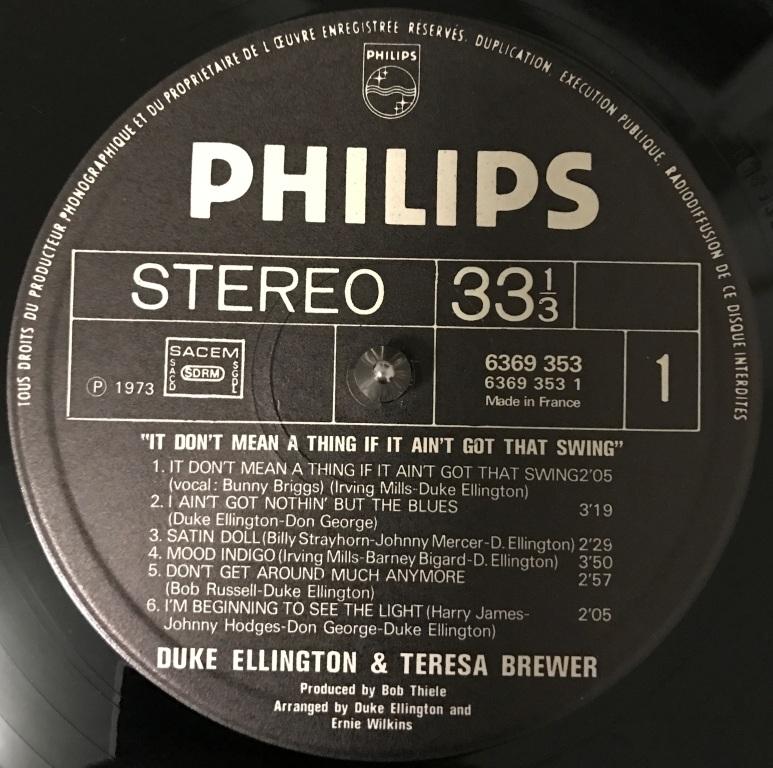 TOUS DROITS DU PRODUCTEUR PHONOGRAPHIQUE ET DU PROPRIÉTAIRE DE L ŒUVRE ENREGISTRÉE RESERVÉS. DUPLICATION, EXECUTION PUBLIQUE, RADIODIFFUSION DE CE DISQUE INTERDITES
PHILIPS
PHILIPS
STEREO 33 1/3
Ⓟ 1973
SACEM
SACD SDRM SGDL
6369 353
6369 353 1
Made in France
1
"IT DON'T MEAN A THING IF IT AIN'T GOT THAT SWING"
1. IT DON'T MEAN A THING IF IT AIN'T GOT THAT SWING 2'05
(vocal: Bunny Briggs) (Irving Mills-Duke Ellington)
2. I AIN'T GOT NOTHIN' BUT THE BLUES 3'19
(Duke Ellington-Don George)
3. SATIN DOLL (Billy Strayhorn-Johnny Mercer-D. Ellington) 2'29
4. MOOD INDIGO (Irving Mills-Barney Bigard-D. Ellington) 3'50
5. DON'T GET AROUND MUCH ANYMORE 2'57
(Bob Russell-Duke Ellington)
6. I'M BEGINNING TO SEE THE LIGHT (Harry James- 2'05
Johnny Hodges-Don George-Duke Ellington)
DUKE ELLINGTON & TERESA BREWER
Produced by Bob Thiele
Arranged by Duke Ellington and
Ernie Wilkins